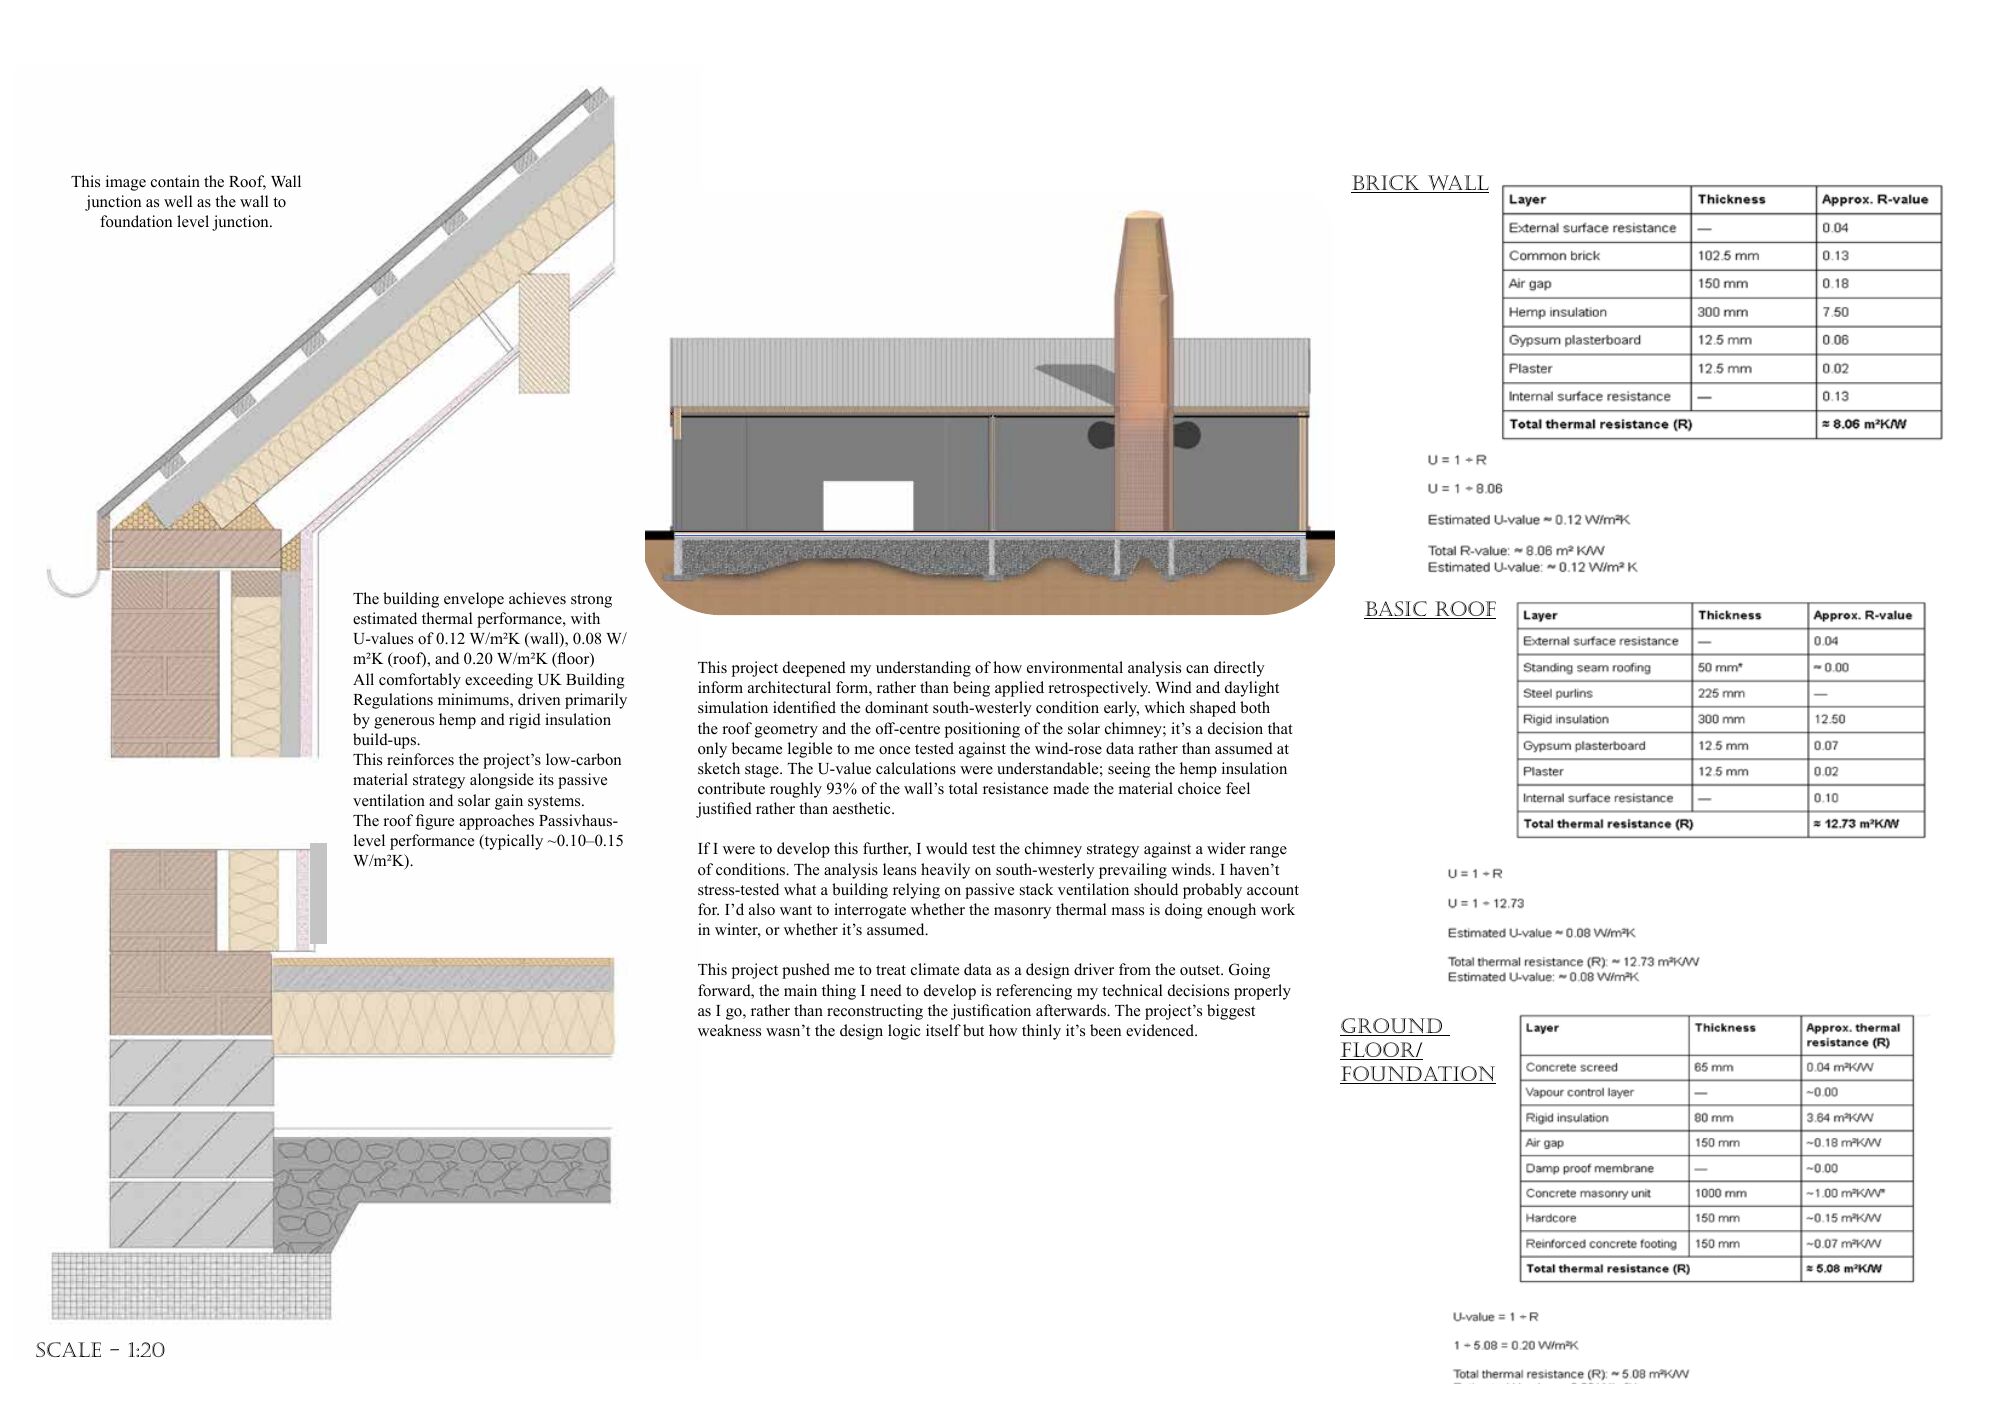 This image contain the Roof, Wall
junction as well as the wall to
foundation level junction.
The building envelope achieves strong
estimated thermal performance, with
U-values of 0.12 W/m²K (wall), 0.08 W/
m²K (roof), and 0.20 W/m²K (floor)
All comfortably exceeding UK Building
Regulations minimums, driven primarily
by generous hemp and rigid insulation
build-ups.
This reinforces the project's low-carbon
material strategy alongside its passive
ventilation and solar gain systems.
The roof figure approaches Passivhaus-
level performance (typically ~0.10–0.15
W/m²K).
SCALE - 1:20
This project deepened my understanding of how environmental analysis can directly
inform architectural form, rather than being applied retrospectively. Wind and daylight
simulation identified the dominant south-westerly condition early, which shaped both
the roof geometry and the off-centre positioning of the solar chimney; it's a decision that
only became legible to me once tested against the wind-rose data rather than assumed at
sketch stage. The U-value calculations were understandable; seeing the hemp insulation
contribute roughly 93% of the wall's total resistance made the material choice feel
justified rather than aesthetic.
If I were to develop this further, I would test the chimney strategy against a wider range
of conditions. The analysis leans heavily on south-westerly prevailing winds. I haven't
stress-tested what a building relying on passive stack ventilation should probably account
for. I'd also want to interrogate whether the masonry thermal mass is doing enough work
in winter, or whether it's assumed.
This project pushed me to treat climate data as a design driver from the outset. Going
forward, the main thing I need to develop is referencing my technical decisions properly
as I go, rather than reconstructing the justification afterwards. The project's biggest
weakness wasn't the design logic itself but how thinly it's been evidenced.
BRICK WALL
Layer Thickness Approx. R-value
External surface resistance — 0.04
Common brick 102.5 mm 0.13
Air gap 150 mm 0.18
Hemp insulation 300 mm 7.50
Gypsum plasterboard 12.5 mm 0.06
Plaster 12.5 mm 0.02
Internal surface resistance — 0.13
Total thermal resistance (R) ≈ 8.06 m²K/W
U = 1 ÷ R
U = 1 ÷ 8.06
Estimated U-value ≈ 0.12 W/m²K
Total R-value: ≈ 8.06 m² K/W
Estimated U-value: ≈ 0.12 W/m² K
BASIC ROOF
Layer Thickness Approx. R-value
External surface resistance — 0.04
Standing seam roofing 50 mm* ≈ 0.00
Steel purlins 225 mm —
Rigid insulation 300 mm 12.50
Gypsum plasterboard 12.5 mm 0.07
Plaster 12.5 mm 0.02
Internal surface resistance — 0.10
Total thermal resistance (R) ≈ 12.73 m²K/W
U = 1 ÷ R
U = 1 ÷ 12.73
Estimated U-value ≈ 0.08 W/m²K
Total thermal resistance (R): ≈ 12.73 m²K/W
Estimated U-value: ≈ 0.08 W/m²K
GROUND
FLOOR/
FOUNDATION
Layer Thickness Approx. thermal
resistance (R)
Concrete screed 65 mm 0.04 m²K/W
Vapour control layer — ~0.00
Rigid insulation 80 mm 3.64 m²K/W
Air gap 150 mm ~0.18 m²K/W
Damp proof membrane — ~0.00
Concrete masonry unit 1000 mm ~1.00 m²K/W*
Hardcore 150 mm ~0.15 m²K/W
Reinforced concrete footing 150 mm ~0.07 m²K/W
Total thermal resistance (R) ≈ 5.08 m²K/W
U-value = 1 ÷ R
1 ÷ 5.08 = 0.20 W/m²K
Total thermal resistance (R): ≈ 5.08 m²K/W